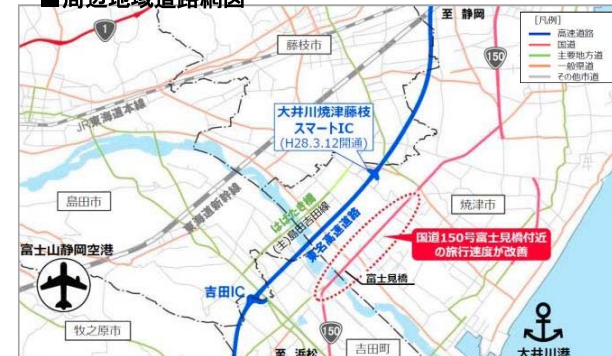 ■周辺地域道路網図
1
至 静岡
150
[凡例]
高速道路
国道
主要地方道
一般県道
その他市道
藤枝市
JR東海道本線
大井川焼津藤枝
スマートIC
(H28.3.12開通)
島田市
東海道新幹線
はばたき橋
(主)島田吉田線
東名高速道路
焼津市
国道150号富士見橋付近
の旅行速度が改善
富士山静岡空港
富士見橋
吉田IC
牧之原市
150
至 浜松
吉田町
大井川港